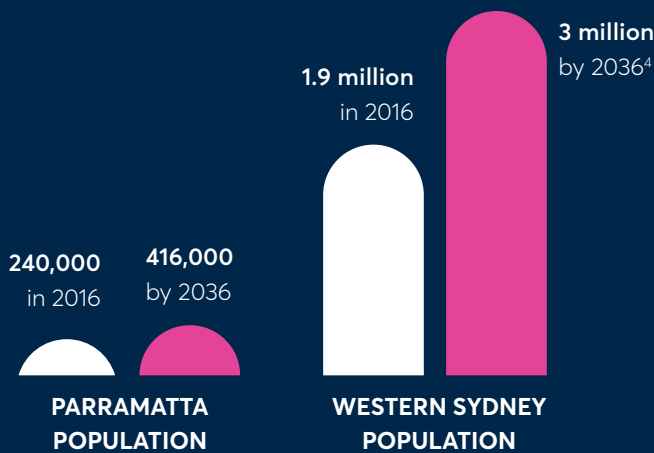 240,000
in 2016
416,000
by 2036
PARRAMATTA
POPULATION
1.9 million
in 2016
3 million
by 2036⁴
WESTERN SYDNEY
POPULATION